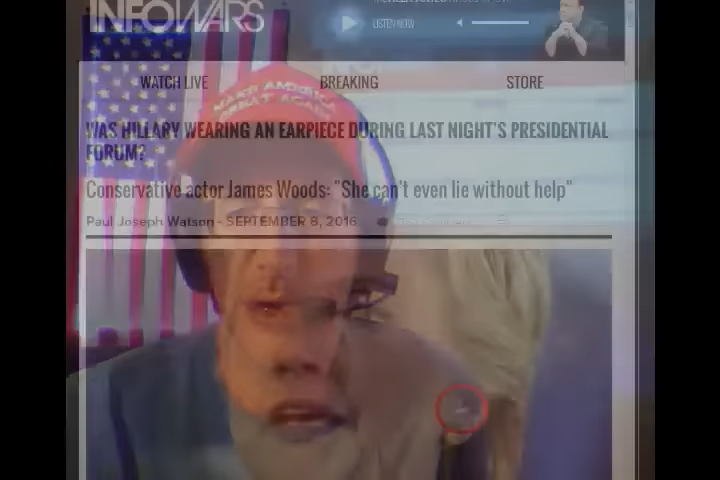 INFOWARS
LISTEN NOW
WATCH LIVE
BREAKING
STORE
MAKE AMERICA
GREAT AGAIN
WAS HILLARY WEARING AN EARPIECE DURING LAST NIGHT'S PRESIDENTIAL
FORUM?
Conservative actor James Woods: "She can't even lie without help"
Paul Joseph Watson - SEPTEMBER 8, 2016